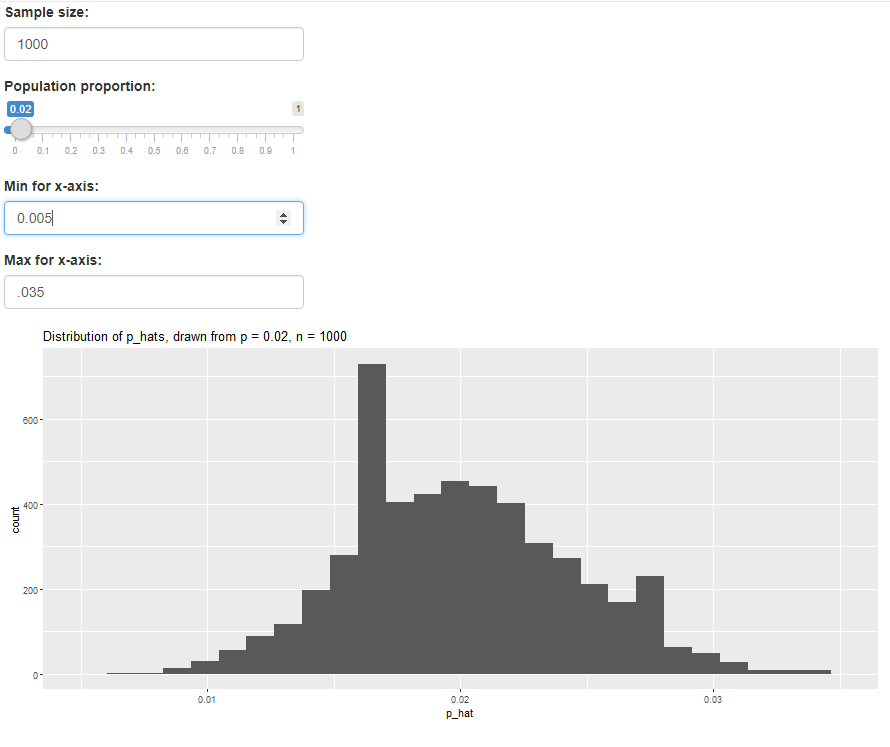 Sample size:
1000
Population proportion:
0.02 1
0 0.1 0.2 0.3 0.4 0.5 0.6 0.7 0.8 0.9 1
Min for x-axis:
0.005
Max for x-axis:
.035
Distribution of p_hats, drawn from p = 0.02, n = 1000
600
400
200
0
count
0.01 0.02 0.03
p_hat